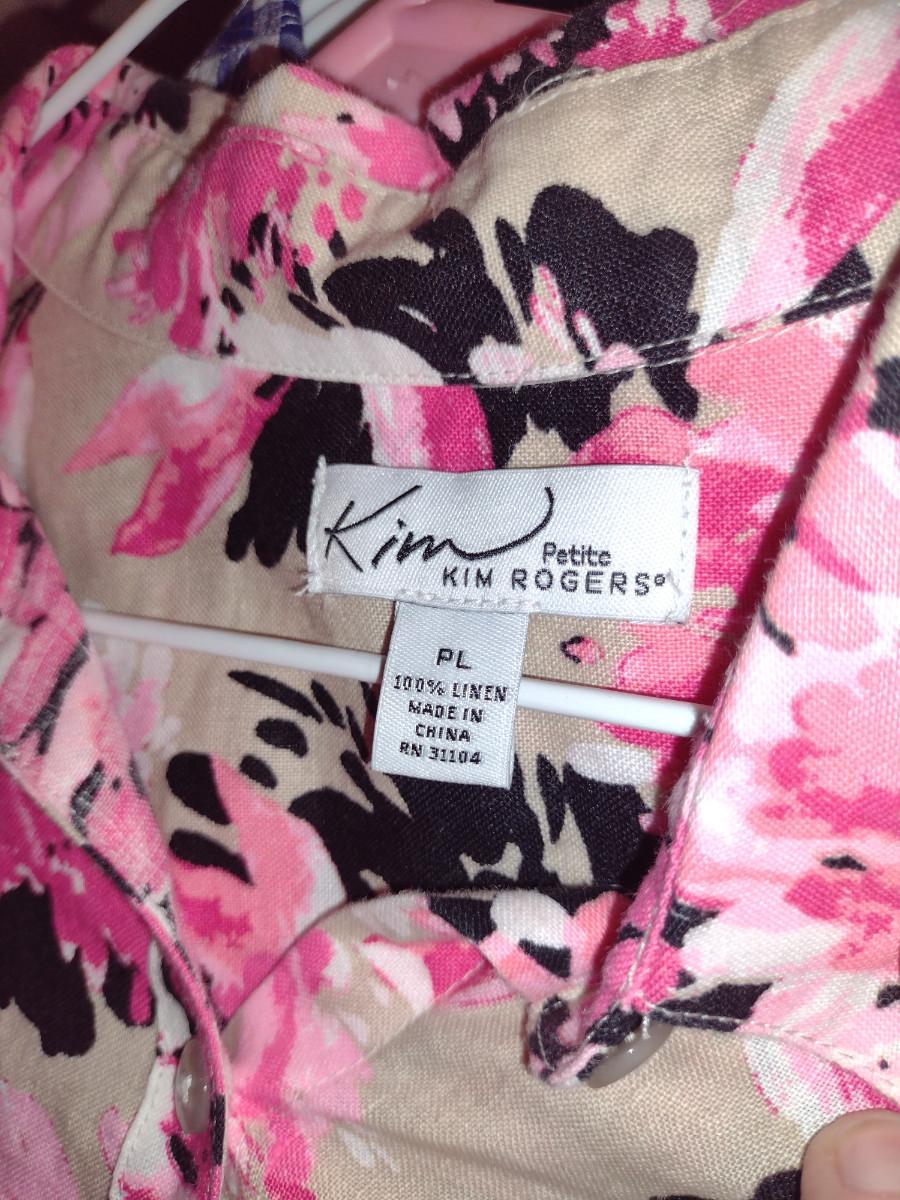 Kim
Petite
KIM ROGERS®
PL
100% LINEN
MADE IN
CHINA
RN 31104